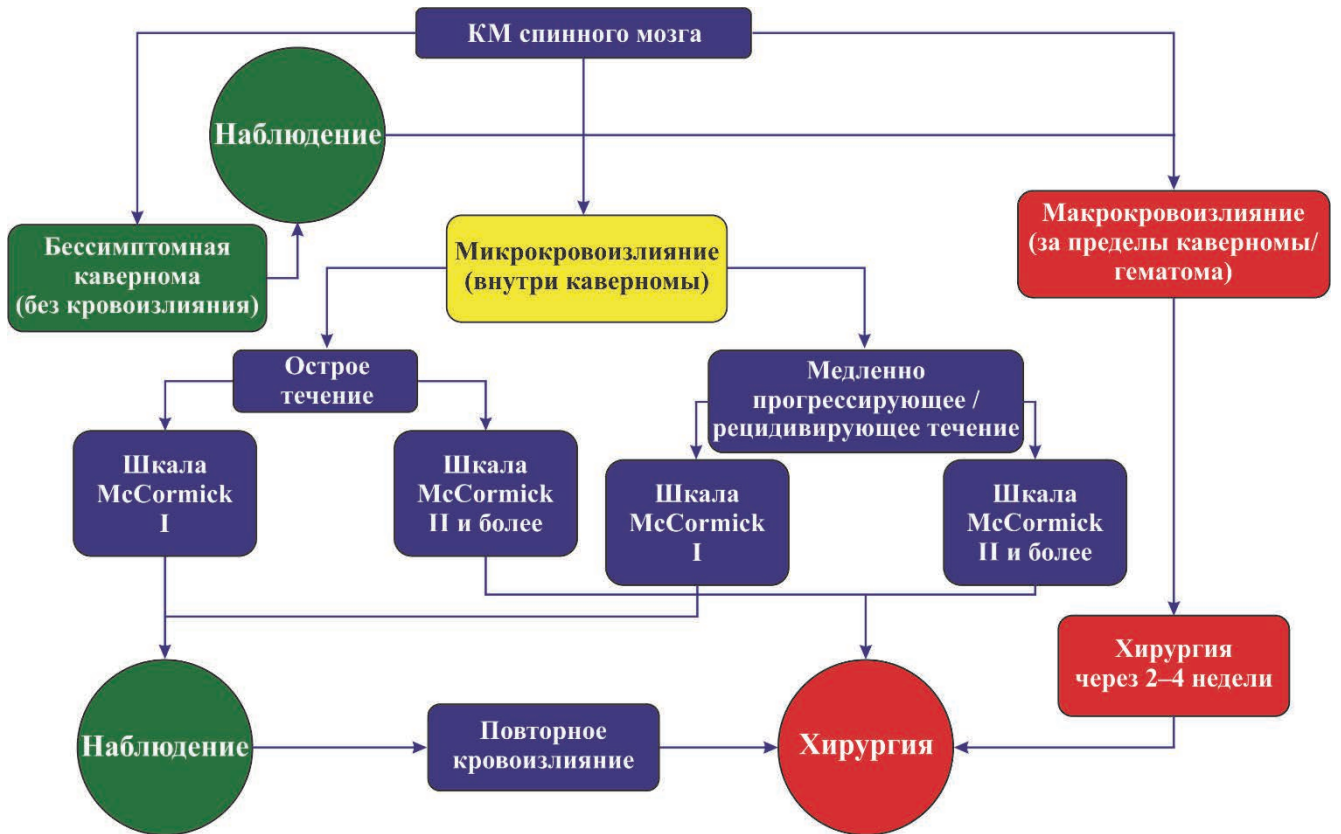 КМ спинного мозга
Наблюдение
Бессимптомная
кавернома
(без кровоизлияния)
Микрокровоизлияние
(внутри каверномы)
Макрокровоизлияние
(за пределы каверномы/
гематома)
Острое
течение
Медленно
прогрессирующее /
рецидивирующее течение
Шкала
McCormick
I
Шкала
McCormick
II и более
Шкала
McCormick
I
Шкала
McCormick
II и более
Хирургия
через 2–4 недели
Наблюдение
Повторное
кровоизлияние
Хирургия